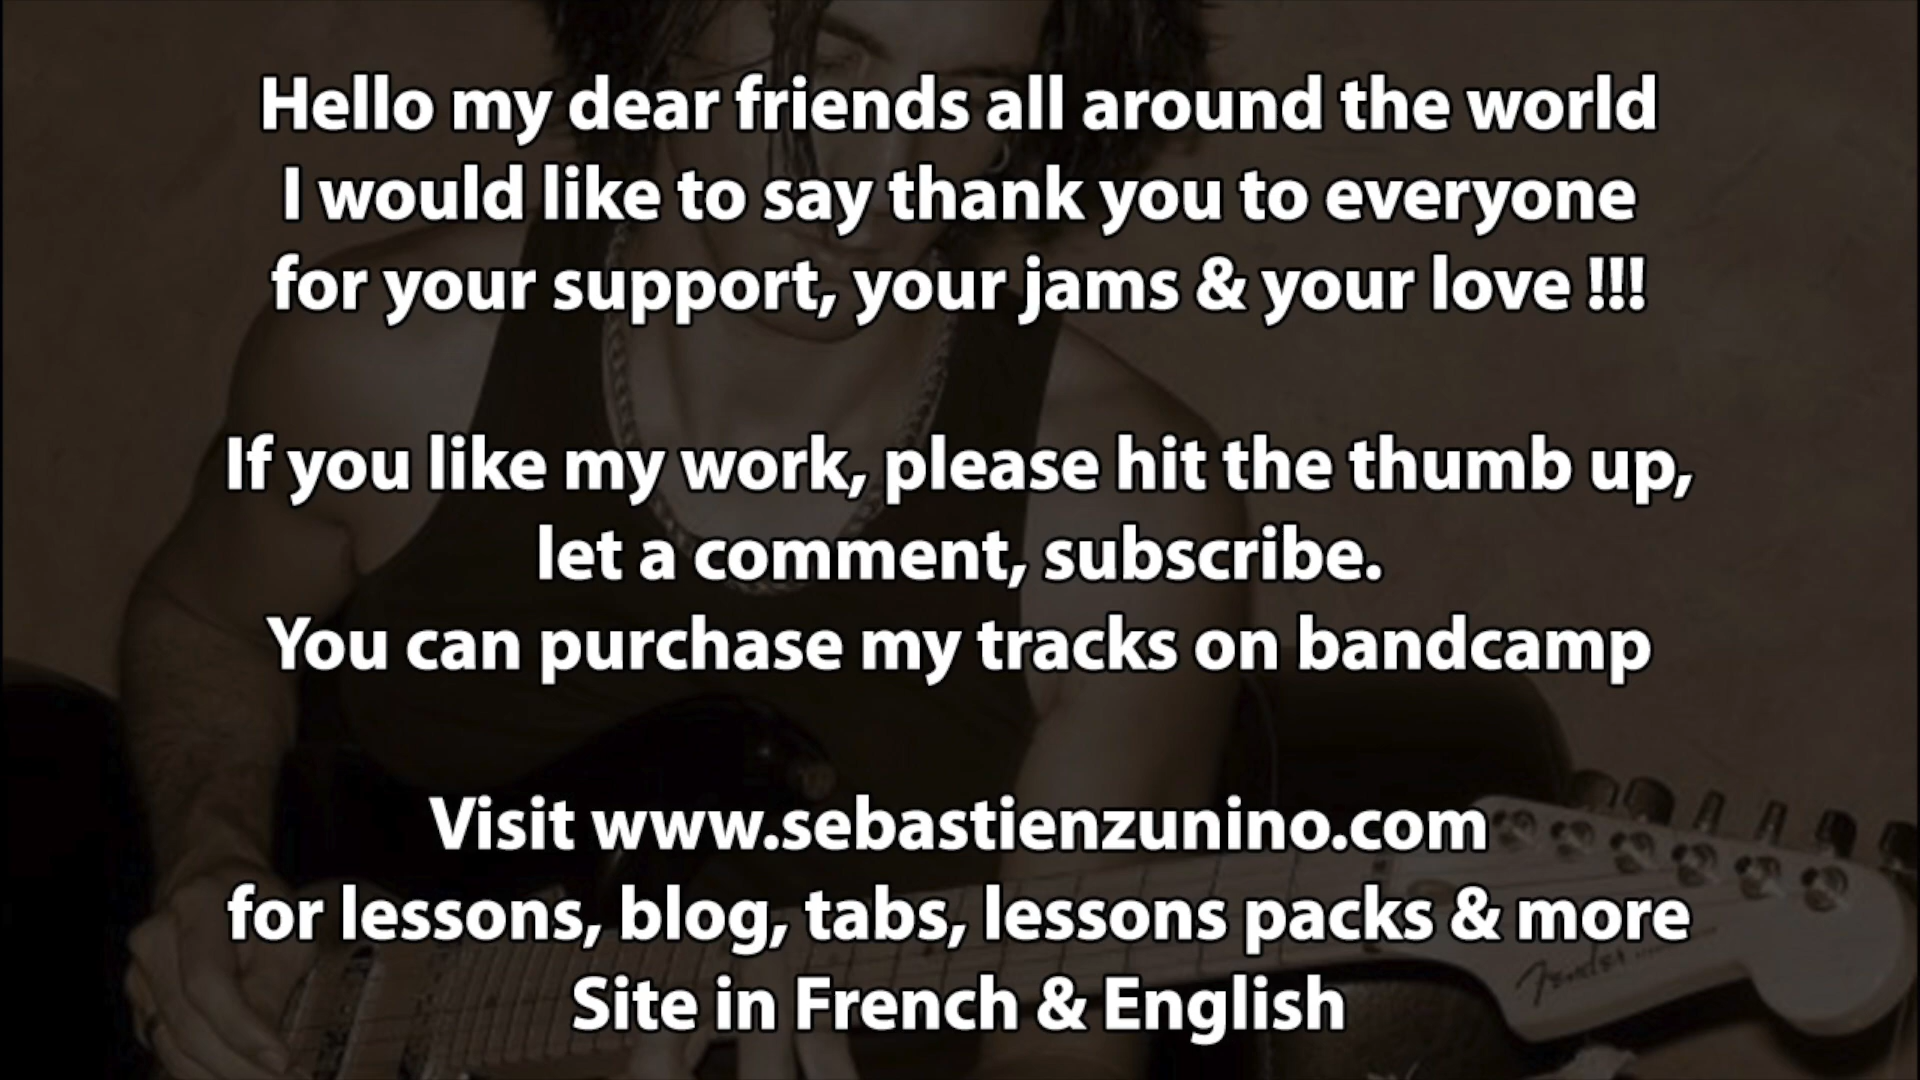 Hello my dear friends all around the world
I would like to say thank you to everyone
for your support, your jams & your love !!!
If you like my work, please hit the thumb up,
let a comment, subscribe.
You can purchase my tracks on bandcamp
Visit www.sebastienzunino.com
for lessons, blog, tabs, lessons packs & more
Site in French & English
Fender